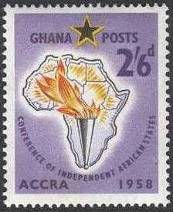 GHANA POSTS
2/6d
CONFERENCE OF INDEPENDENT AFRICAN STATES
ACCRA 1958